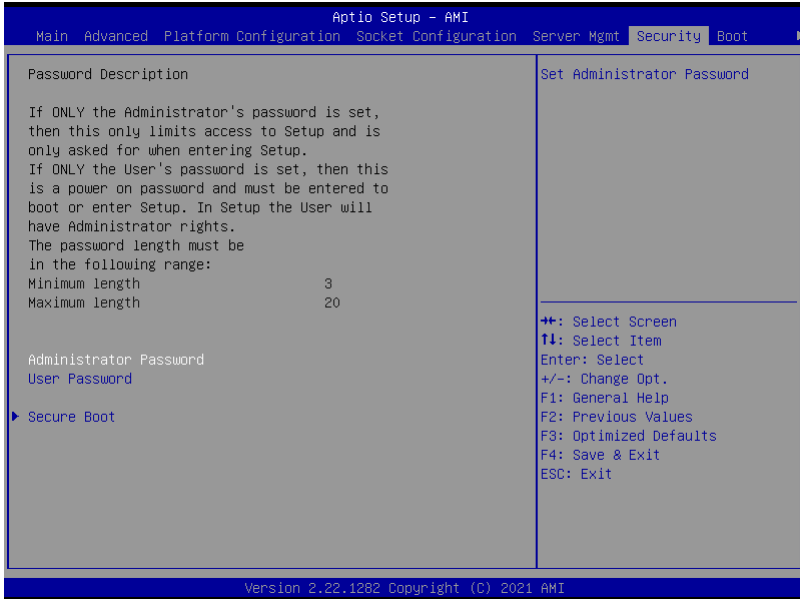 Aptio Setup – AMI
Main Advanced Platform Configuration Socket Configuration Server Mgmt Security Boot
Password Description
If ONLY the Administrator's password is set,
then this only limits access to Setup and is
only asked for when entering Setup.
If ONLY the User's password is set, then this
is a power on password and must be entered to
boot or enter Setup. In Setup the User will
have Administrator rights.
The password length must be
in the following range:
Minimum length 3
Maximum length 20
Administrator Password
User Password
Secure Boot
Set Administrator Password
→←: Select Screen
↑↓: Select Item
Enter: Select
+/-: Change Opt.
F1: General Help
F2: Previous Values
F3: Optimized Defaults
F4: Save & Exit
ESC: Exit
Version 2.22.1282 Copyright (C) 2021 AMI